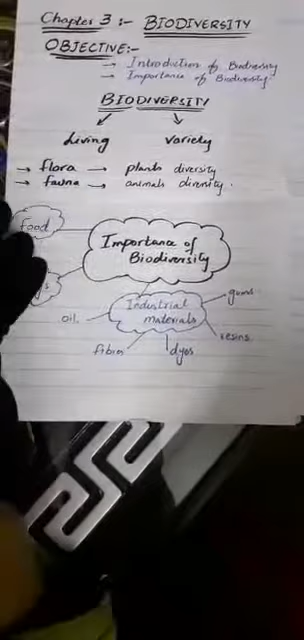 Chapter 3 :- BIODIVERSITY
OBJECTIVE:-
→ Introduction of Biodiversity
→ Importance of Biodiversity
BIODIVERSITY
Living Variety
→ flora → plants diversity
→ fauna → animals diversity.
Food
Importance of
Biodiversity
Industrial
materials
gums
oil.
resins
fibres
dyes